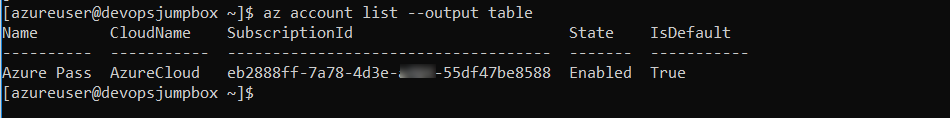 [azureuser@devopsjumpbox ~]$ az account list --output table
Name        CloudName    SubscriptionId                        State    IsDefault
----------  -----------  ------------------------------------  -------  -----------
Azure Pass  AzureCloud   eb2888ff-7a78-4d3e- -55df47be8588  Enabled  True
[azureuser@devopsjumpbox ~]$